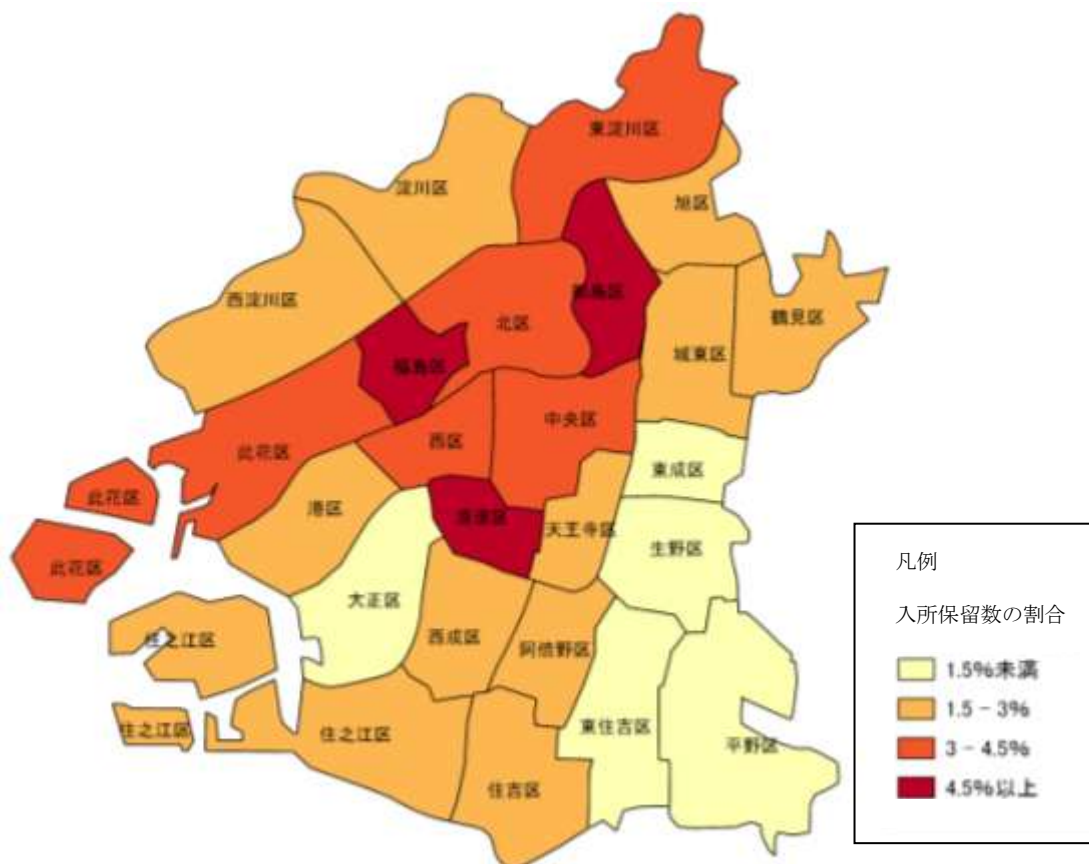 東淀川区
淀川区
旭区
西淀川区
都島区
鶴見区
北区
城東区
福島区
中央区
西区
此花区
東成区
此花区
港区
浪速区
天王寺区
生野区
此花区
大正区
西成区
阿倍野区
住之江区
住之江区
住之江区
東住吉区
平野区
住吉区
凡例
入所保留数の割合
1.5%未満
1.5 - 3%
3 - 4.5%
4.5%以上